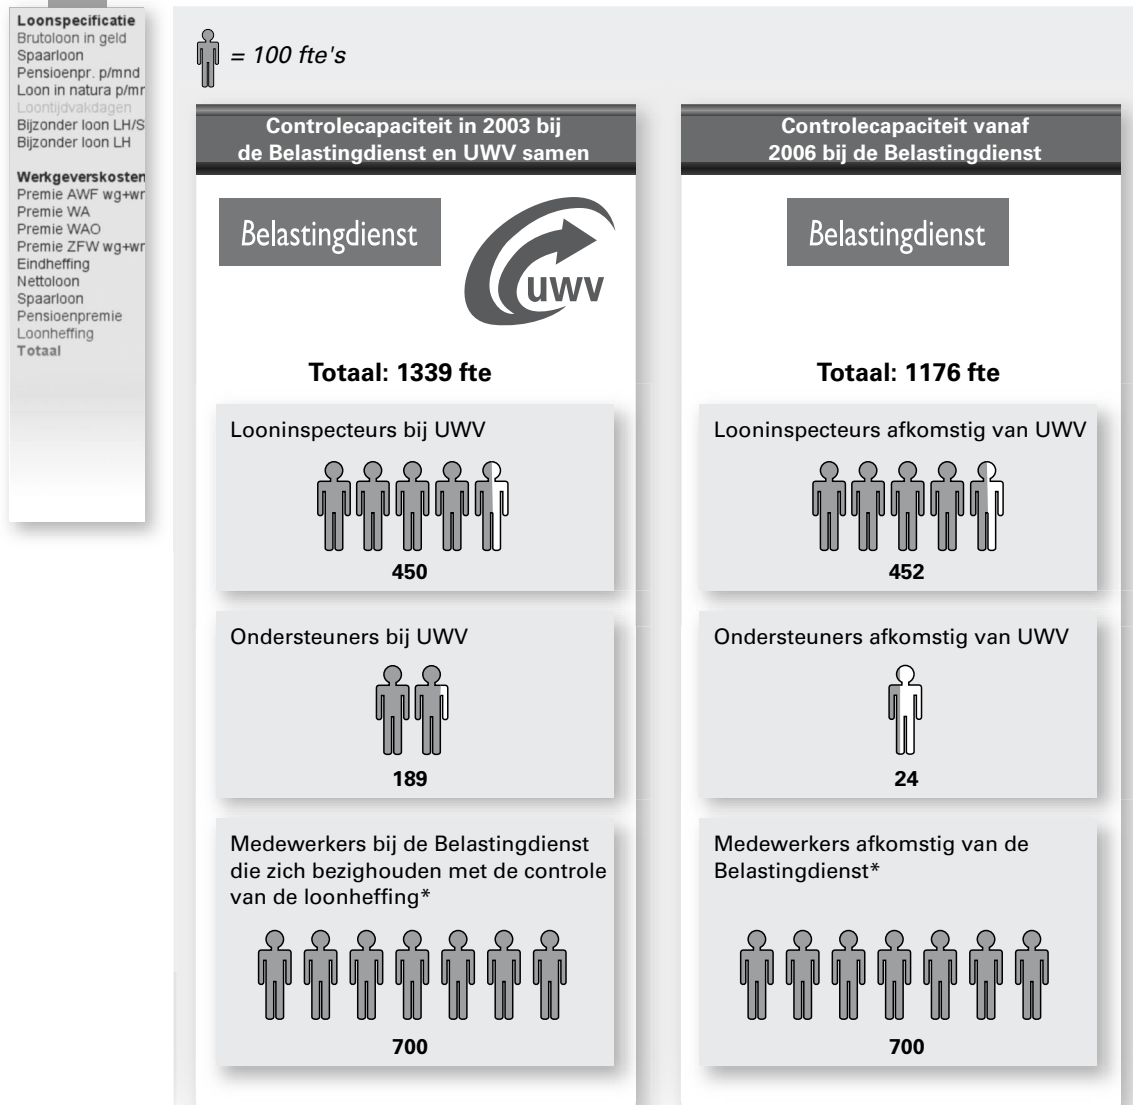 Loonspecificatie
Brutoloon in geld
Spaarloon
Pensioenpr. p/mnd
Loon in natura p/mr
Loontijdvakdagen
Bijzonder loon LH/S
Bijzonder loon LH
Werkgeverskosten
Premie AWF wg+wr
Premie WA
Premie WAO
Premie ZFW wg+wr
Eindheffing
Nettoloon
Spaarloon
Pensioenpremie
Loonheffing
Totaal
= 100 fte's
Controlecapaciteit in 2003 bij
de Belastingdienst en UWV samen
Belastingdienst
uwv
Totaal: 1339 fte
Looninspecteurs bij UWV
450
Ondersteuners bij UWV
189
Medewerkers bij de Belastingdienst
die zich bezighouden met de controle
van de loonheffing*
700
Controlecapaciteit vanaf
2006 bij de Belastingdienst
Belastingdienst
Totaal: 1176 fte
Looninspecteurs afkomstig van UWV
452
Ondersteuners afkomstig van UWV
24
Medewerkers afkomstig van de
Belastingdienst*
700